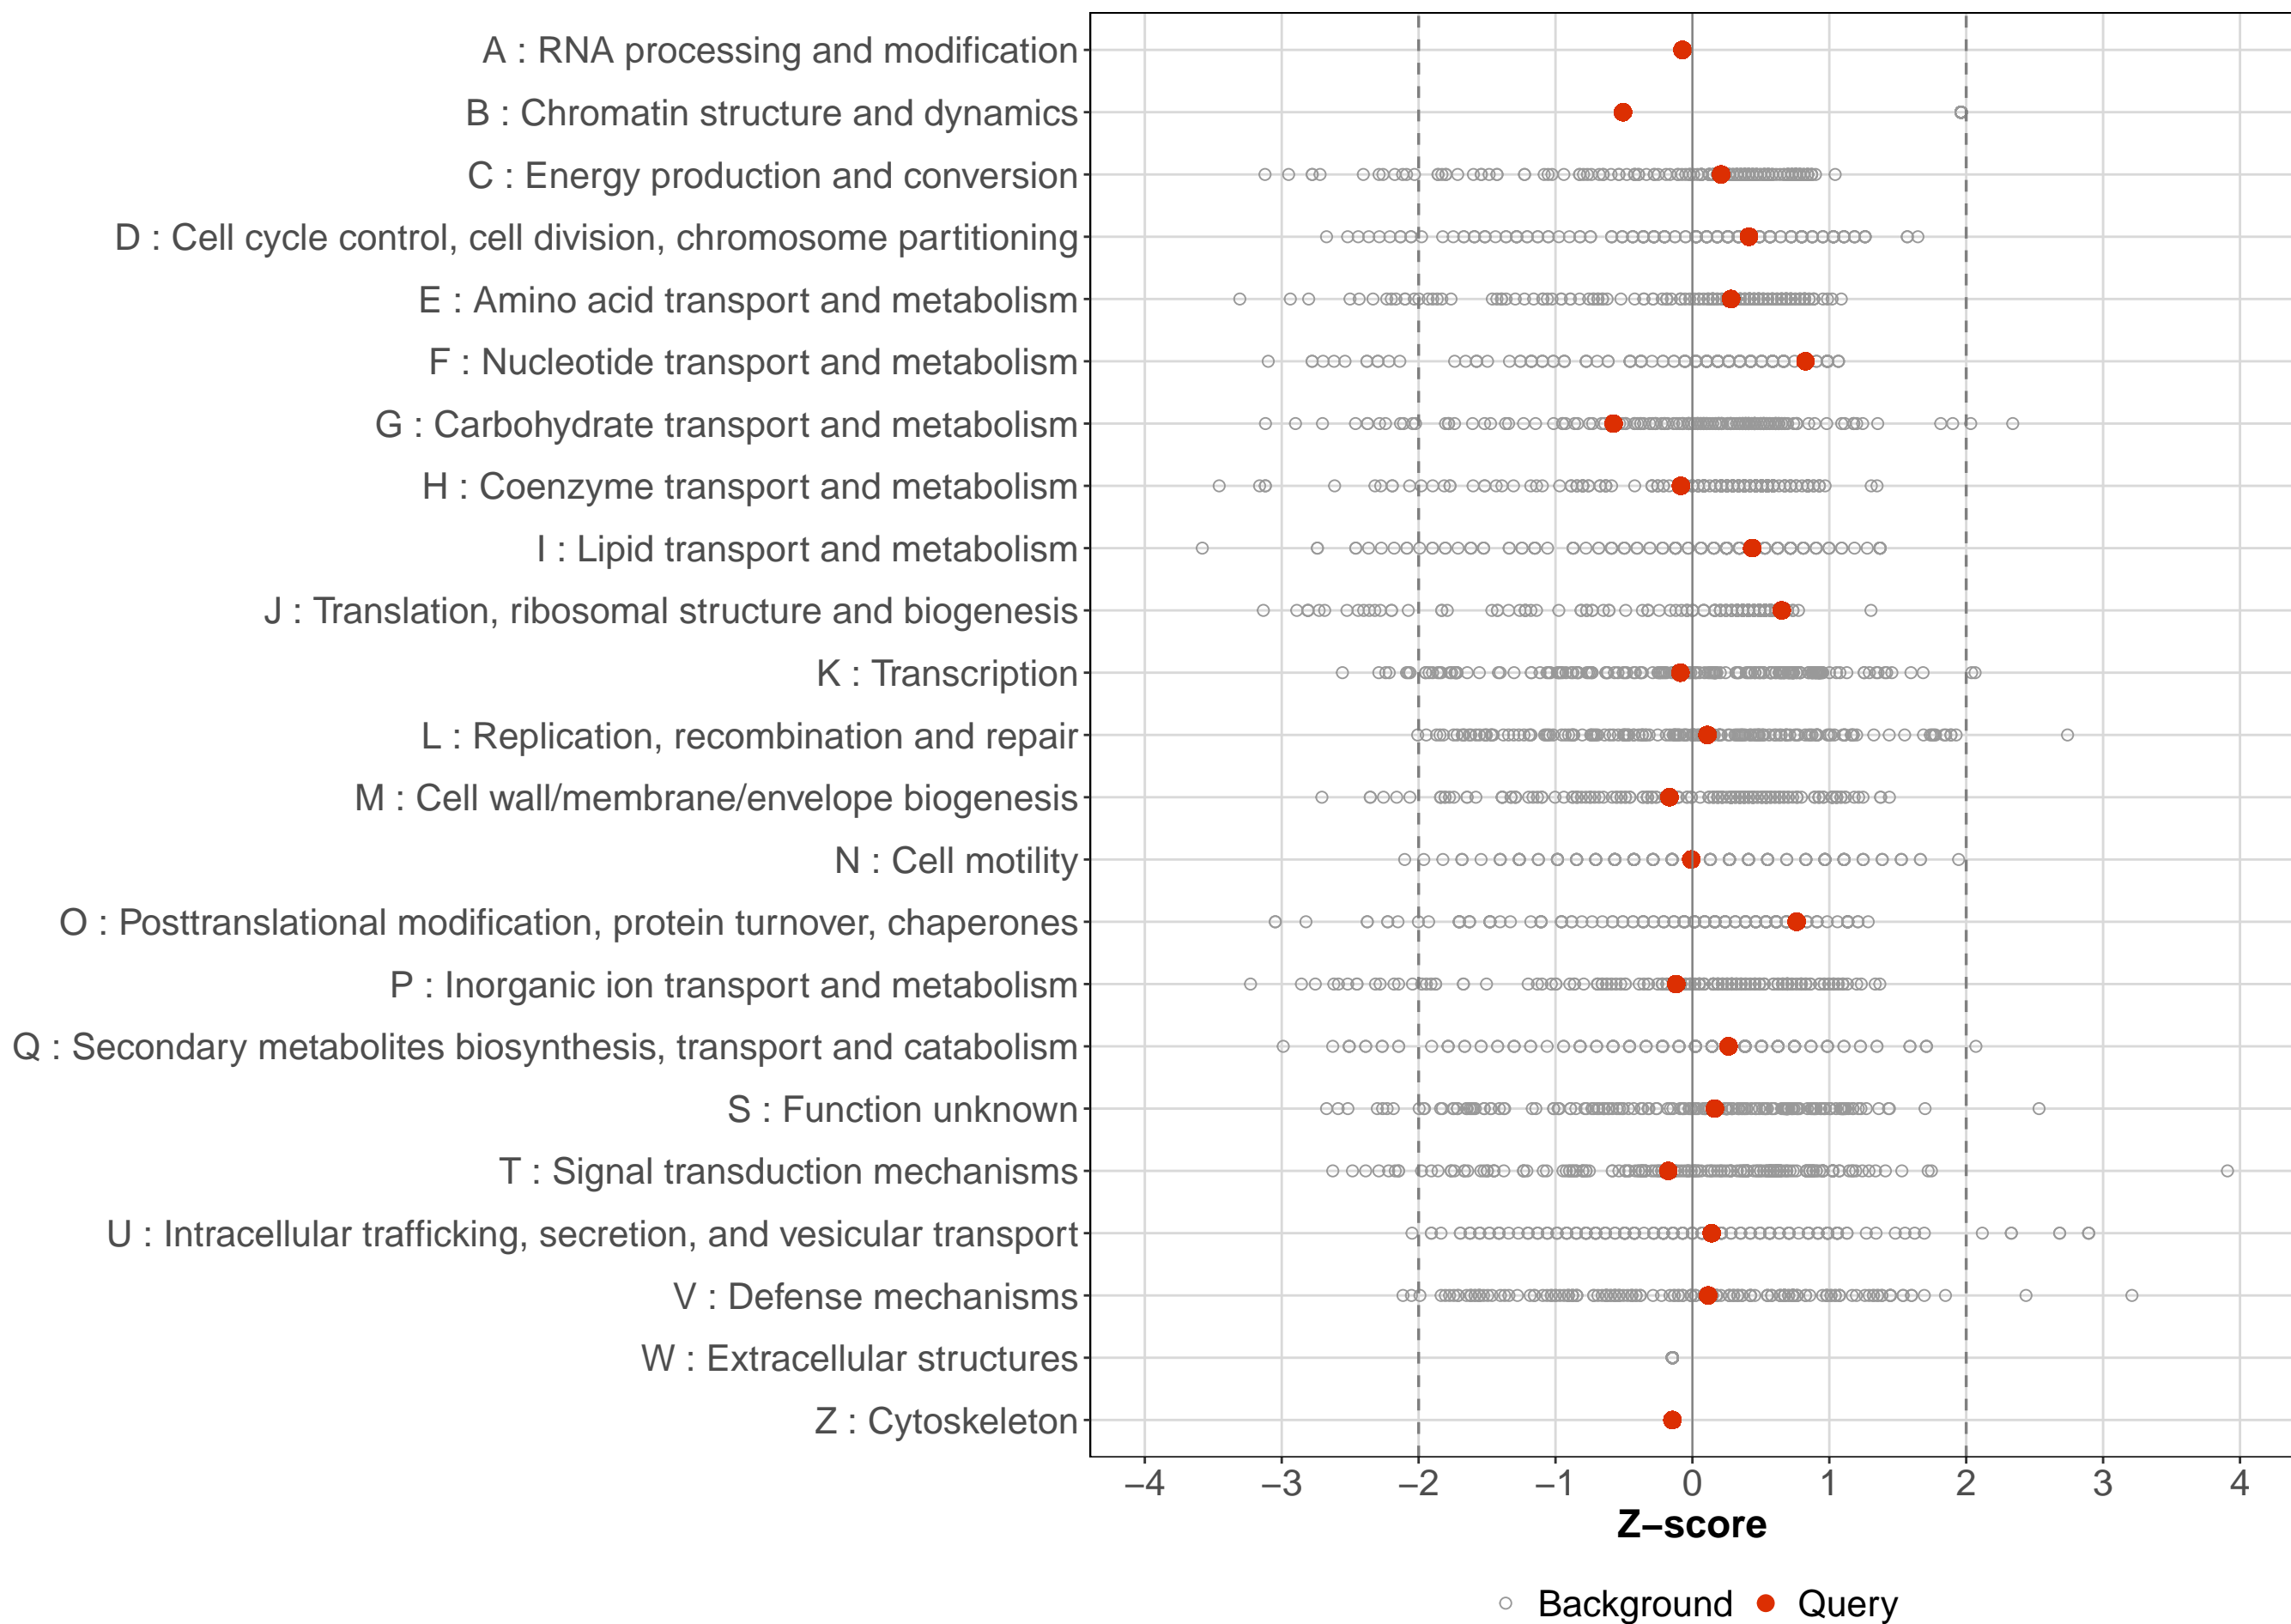 A : RNA processing and modification
B : Chromatin structure and dynamics
C : Energy production and conversion
D : Cell cycle control, cell division, chromosome partitioning
E : Amino acid transport and metabolism
F : Nucleotide transport and metabolism
G : Carbohydrate transport and metabolism
H : Coenzyme transport and metabolism
I : Lipid transport and metabolism
J : Translation, ribosomal structure and biogenesis
K : Transcription
L : Replication, recombination and repair
M : Cell wall/membrane/envelope biogenesis
N : Cell motility
O : Posttranslational modification, protein turnover, chaperones
P : Inorganic ion transport and metabolism
Q : Secondary metabolites biosynthesis, transport and catabolism
S : Function unknown
T : Signal transduction mechanisms
U : Intracellular trafficking, secretion, and vesicular transport
V : Defense mechanisms
W : Extracellular structures
Z : Cytoskeleton
−4 −3 −2 −1 0 1 2 3 4
Z−score
Background Query